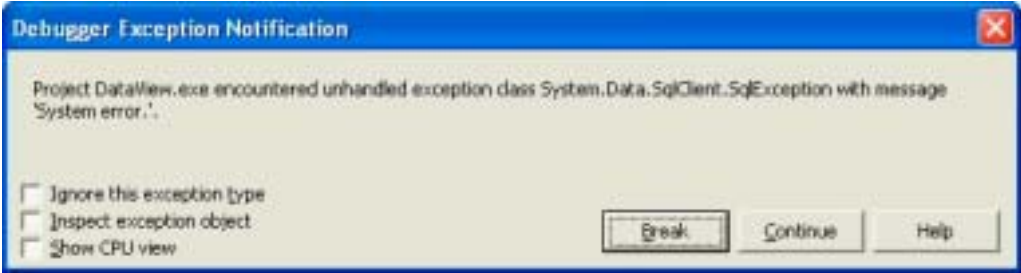 Debugger Exception Notification
Project DataView.exe encountered unhandled exception class System.Data.SqlClient.SqlException with message
'System error.'.
Ignore this exception type
Inspect exception object
Show CPU view
Break
Continue
Help